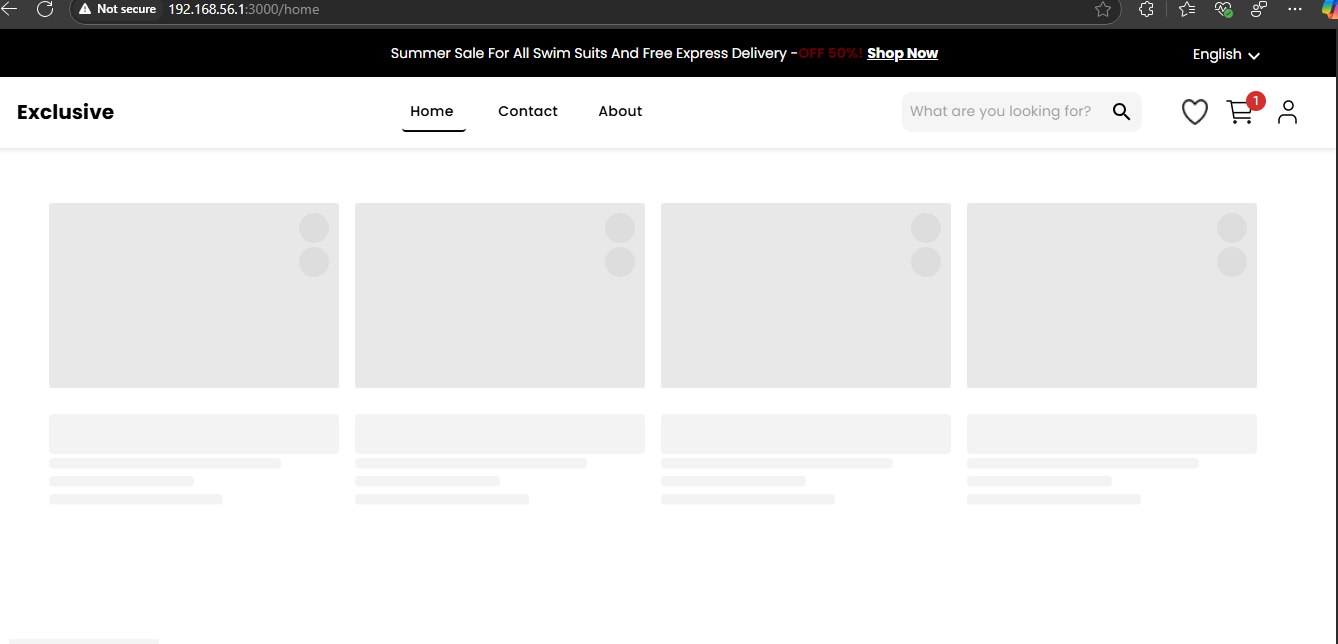 Not secure 192.168.56.1:3000/home
Summer Sale For All Swim Suits And Free Express Delivery -OFF 50%! Shop Now
English
Exclusive
Home
Contact
About
What are you looking for?
1